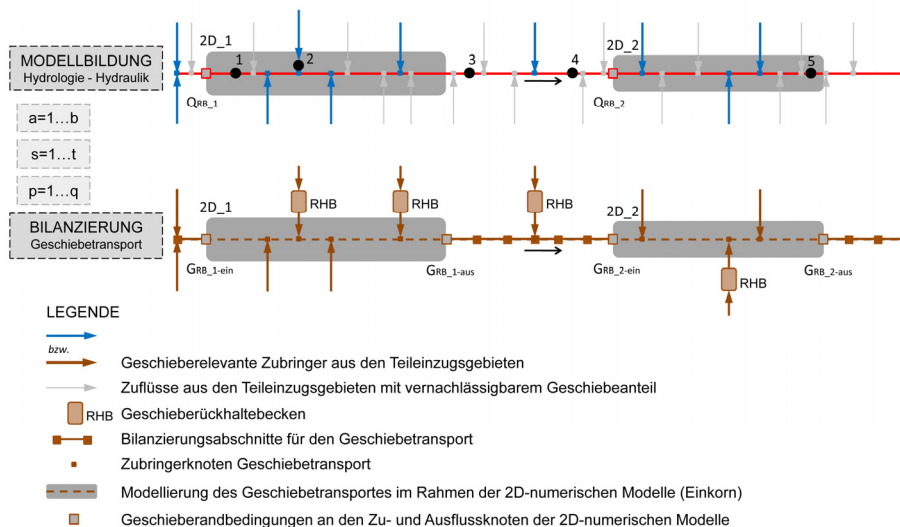 2D_1
2D_2
MODELLBILDUNG
Hydrologie - Hydraulik
1
2
3
4
5
QRB_1
QRB_2
a=1...b
s=1...t
p=1...q
RHB
RHB
RHB
BILANZIERUNG
Geschiebetransport
2D_1
2D_2
GRB_1-ein
GRB_1-aus
GRB_2-ein
GRB_2-aus
RHB
LEGENDE
bzw.
Geschieberelevante Zubringer aus den Teileinzugsgebieten
Zuflüsse aus den Teileinzugsgebieten mit vernachlässigbarem Geschiebeanteil
RHB Geschieberückhaltebecken
Bilanzierungsabschnitte für den Geschiebetransport
Zubringerknoten Geschiebetransport
Modellierung des Geschiebetransportes im Rahmen der 2D-numerischen Modelle (Einkorn)
Geschieberandbedingungen an den Zu- und Ausflussknoten der 2D-numerischen Modelle